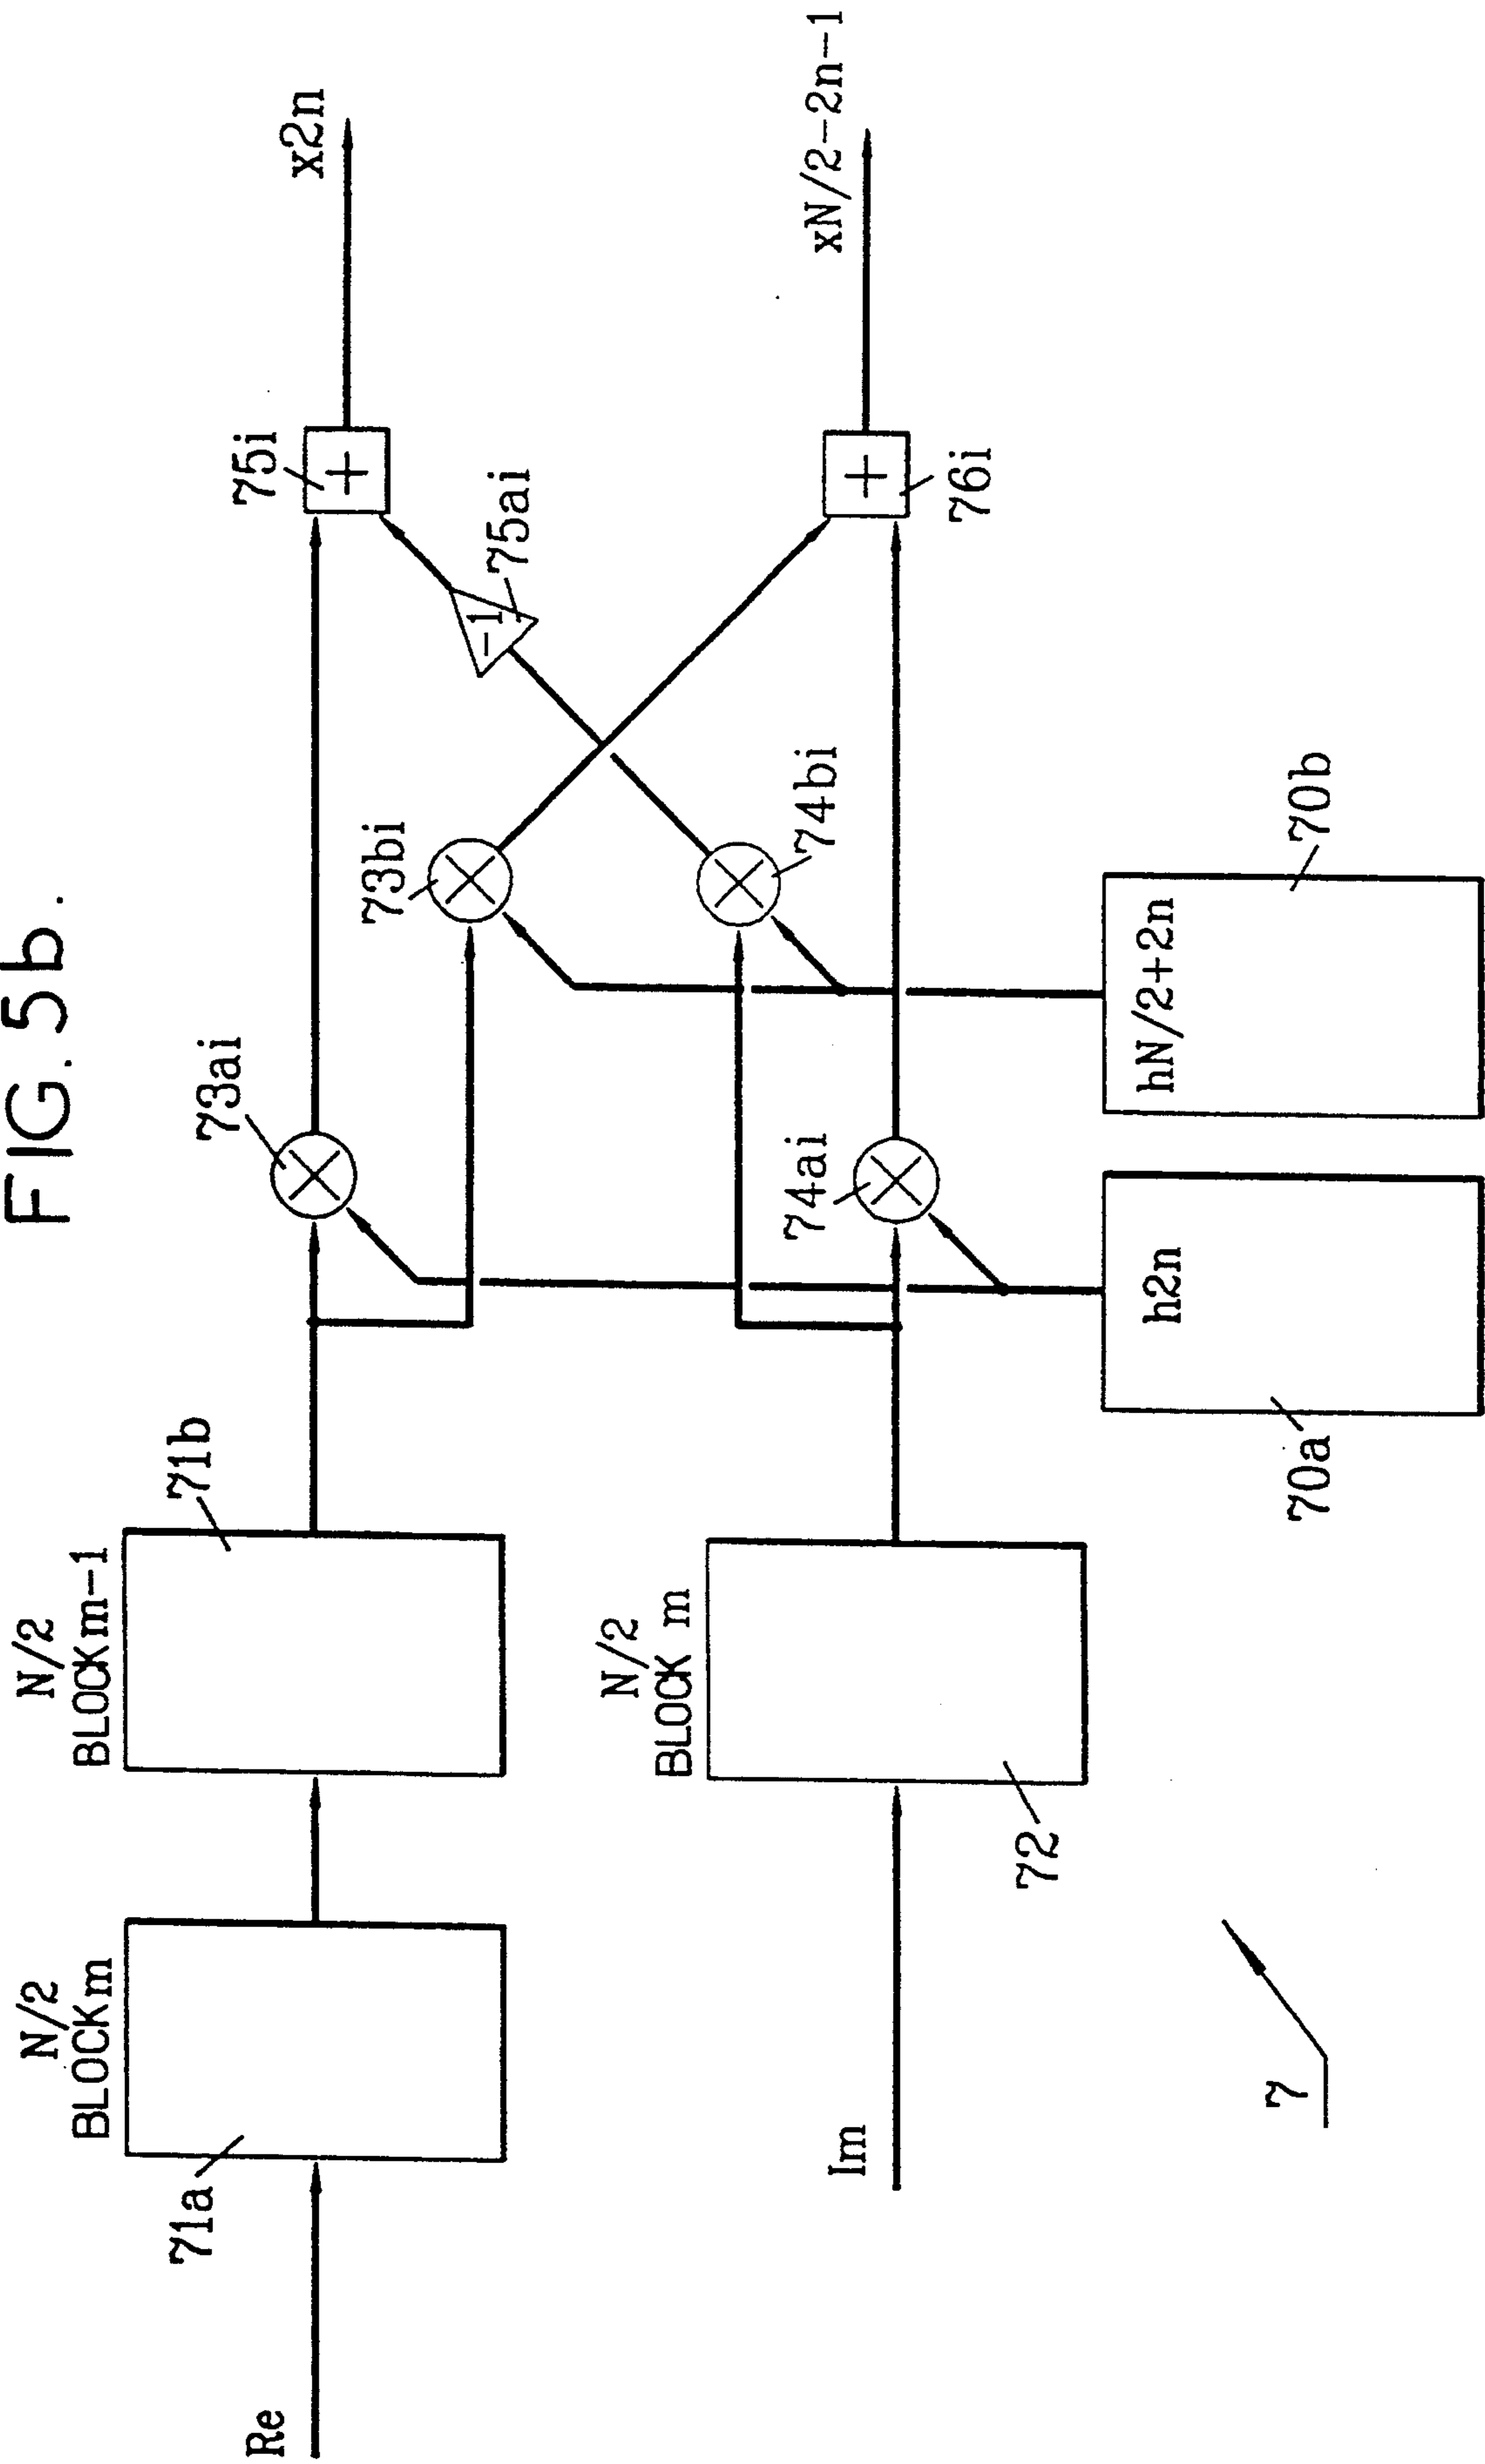 FIG. 5b.
Re
71a
N/2
BLOCK m
N/2
BLOCK m-1
71b
73ai
73bi
75i
+
x2n
-1
75ai
Im
72
N/2
BLOCK m
74ai
74bi
76i
+
xN/2-2n-1
h2n
70a
hN/2+2n
70b
7